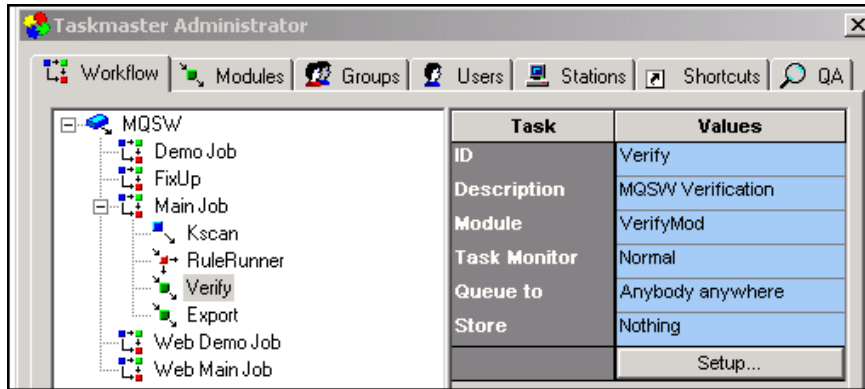 Taskmaster Administrator
Workflow Modules Groups Users Stations Shortcuts QA
MQSW
Demo Job
FixUp
Main Job
Kscan
RuleRunner
Verify
Export
Web Demo Job
Web Main Job
Task Values
ID Verify
Description MQSW Verification
Module VerifyMod
Task Monitor Normal
Queue to Anybody anywhere
Store Nothing
Setup...